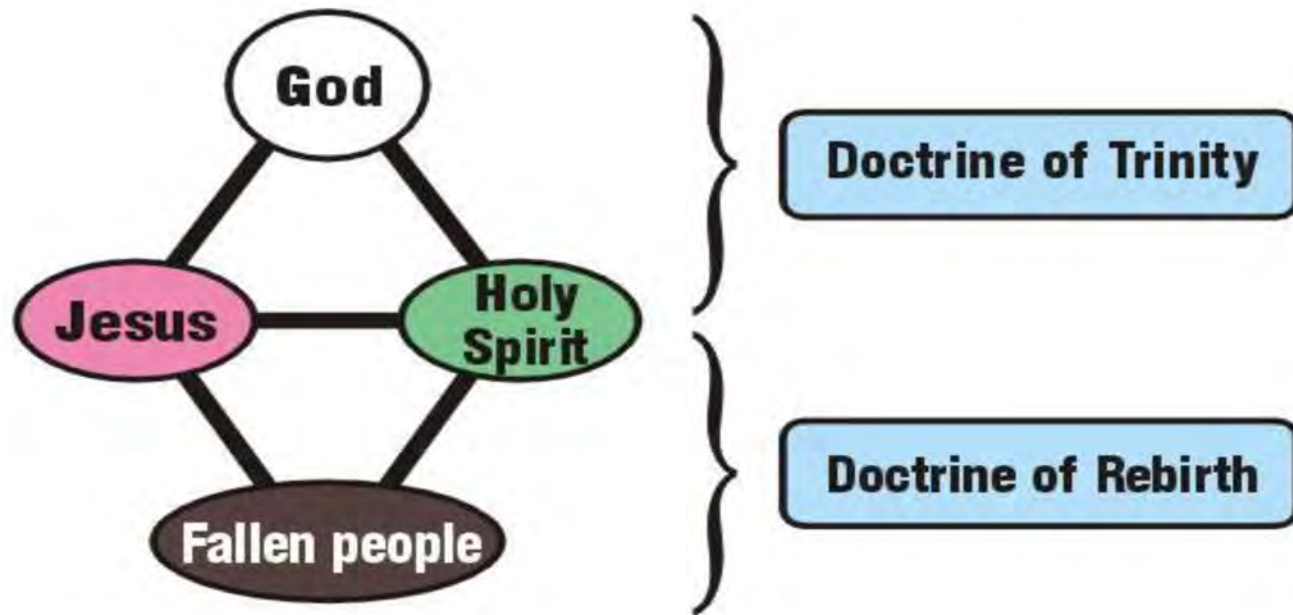 God
Doctrine of Trinity
Jesus
Holy
Spirit
Doctrine of Rebirth
Fallen people